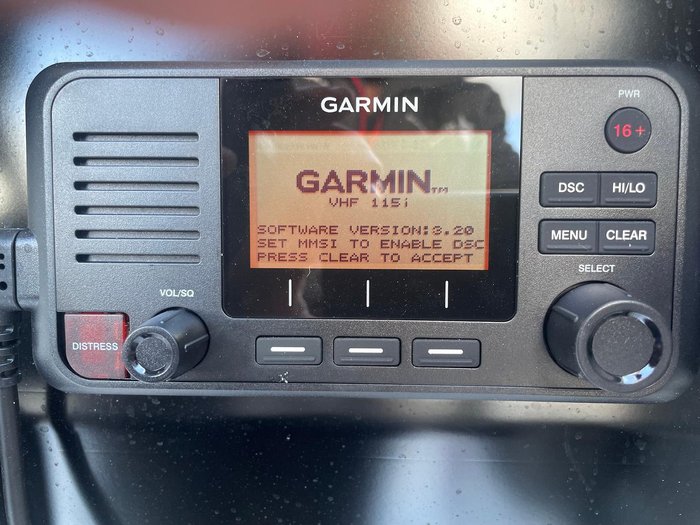 GARMIN
PWR
16+
GARMIN™
VHF 115i
DSC HI/LO
SOFTWARE VERSION:3.20
SET MMSI TO ENABLE DSC
PRESS CLEAR TO ACCEPT
MENU CLEAR
SELECT
VOL/SQ
DISTRESS